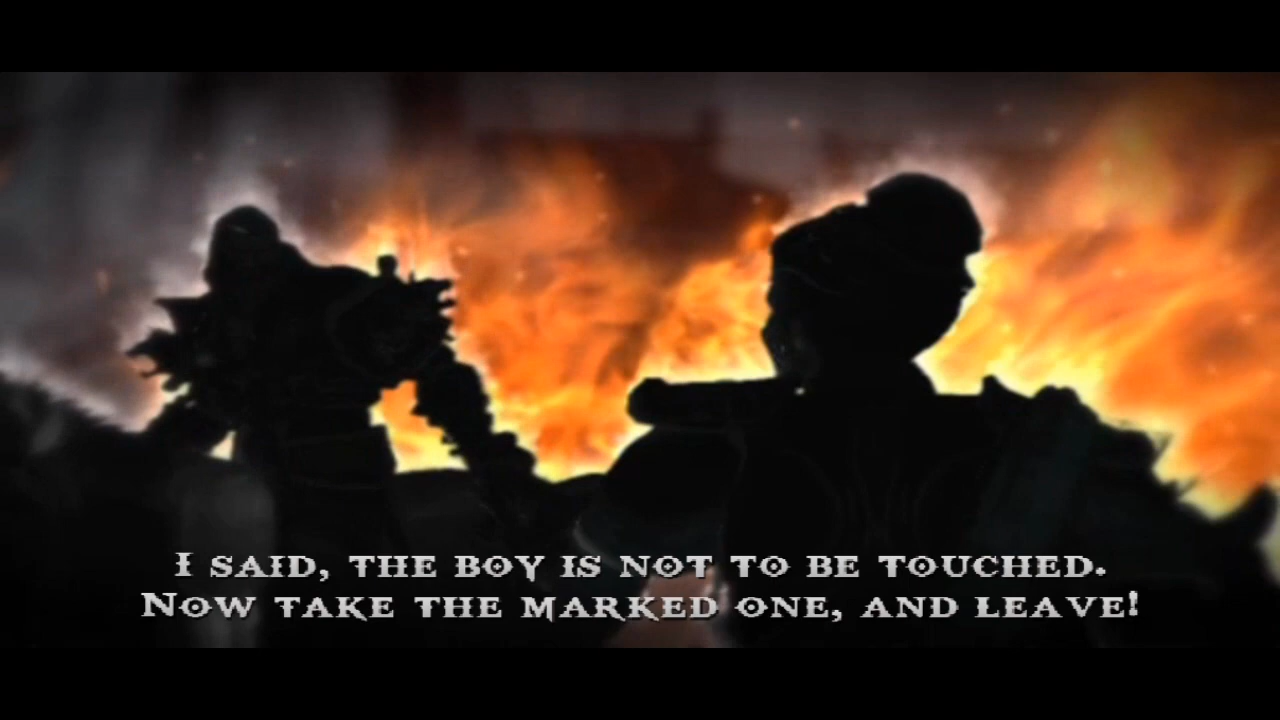 I said, the boy is not to be touched.
Now take the marked one, and leave!